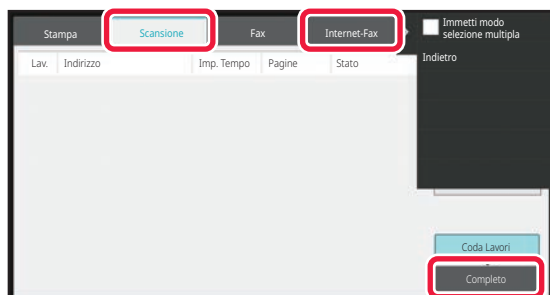 Stampa Scansione Fax Internet-Fax
Immetti modo
selezione multipla
Indietro
Lav. Indirizzo Imp. Tempo Pagine Stato
Coda Lavori
Completo